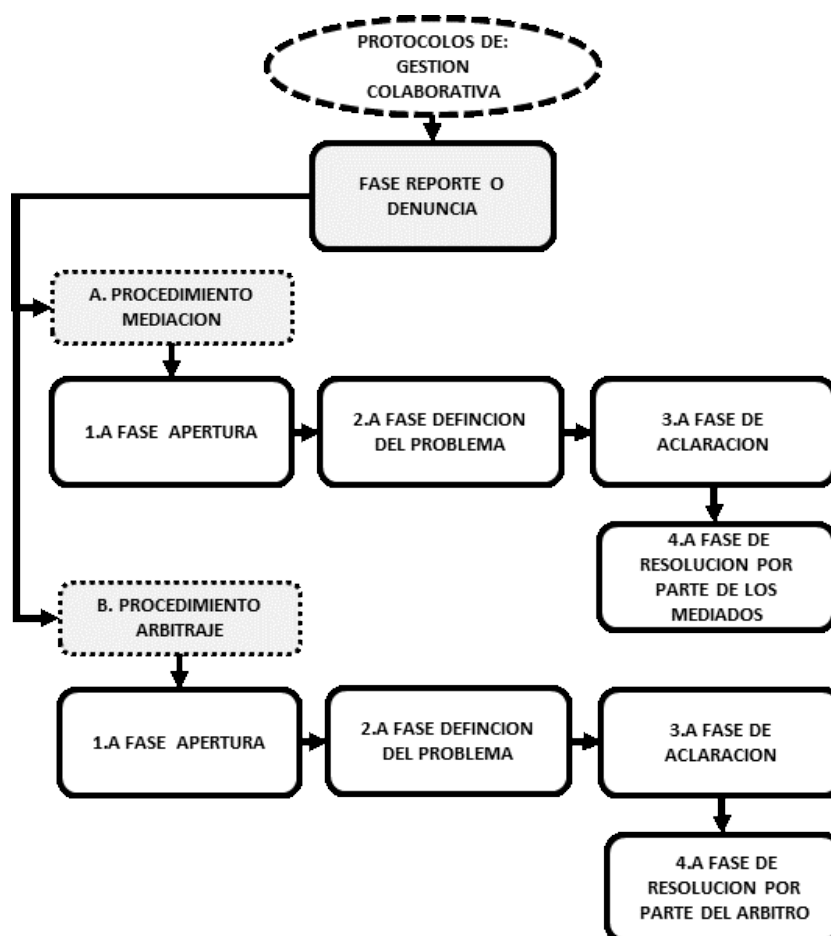 PROTOCOLOS DE:
GESTION
COLABORATIVA
FASE REPORTE O
DENUNCIA
A. PROCEDIMIENTO
MEDIACION
1.A FASE APERTURA
2.A FASE DEFINCION
DEL PROBLEMA
3.A FASE DE
ACLARACION
4.A FASE DE
RESOLUCION POR
PARTE DE LOS
MEDIADOS
B. PROCEDIMIENTO
ARBITRAJE
1.A FASE APERTURA
2.A FASE DEFINCION
DEL PROBLEMA
3.A FASE DE
ACLARACION
4.A FASE DE
RESOLUCION POR
PARTE DEL ARBITRO